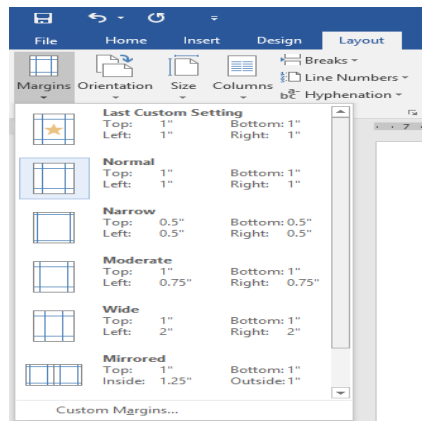 File Home Insert Design Layout
Breaks
Line Numbers
Margins Orientation Size Columns
bc Hyphenation
7
Last Custom Setting
Top: 1" Bottom: 1"
Left: 1" Right: 1"
Normal
Top: 1" Bottom: 1"
Left: 1" Right: 1"
Narrow
Top: 0.5" Bottom: 0.5"
Left: 0.5" Right: 0.5"
Moderate
Top: 1" Bottom: 1"
Left: 0.75" Right: 0.75"
Wide
Top: 1" Bottom: 1"
Left: 2" Right: 2"
Mirrored
Top: 1" Bottom: 1"
Inside: 1.25" Outside: 1"
Custom Margins...